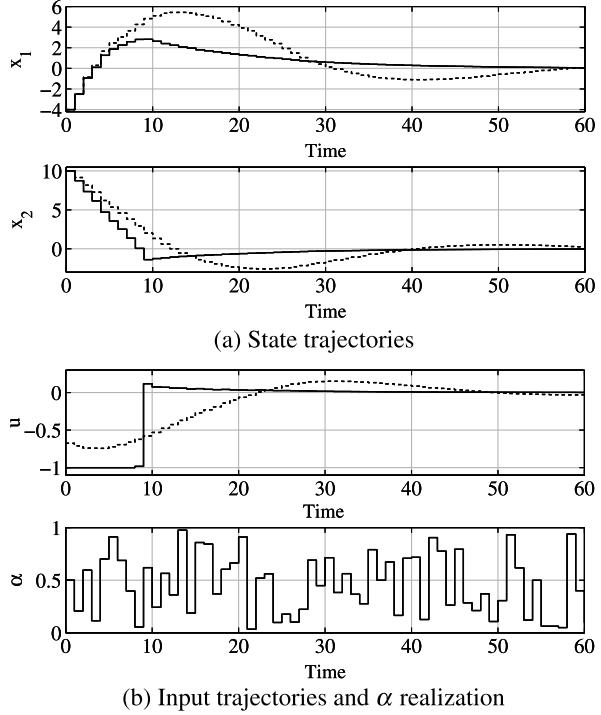 6
4
2
0
−2
−4
x1
0 10 20 30 40 50 60
Time
10
5
0
x2
0 10 20 30 40 50 60
Time
(a) State trajectories
0
−0.5
−1
u
0 10 20 30 40 50 60
Time
1
0.5
0
α
0 10 20 30 40 50 60
Time
(b) Input trajectories and α realization